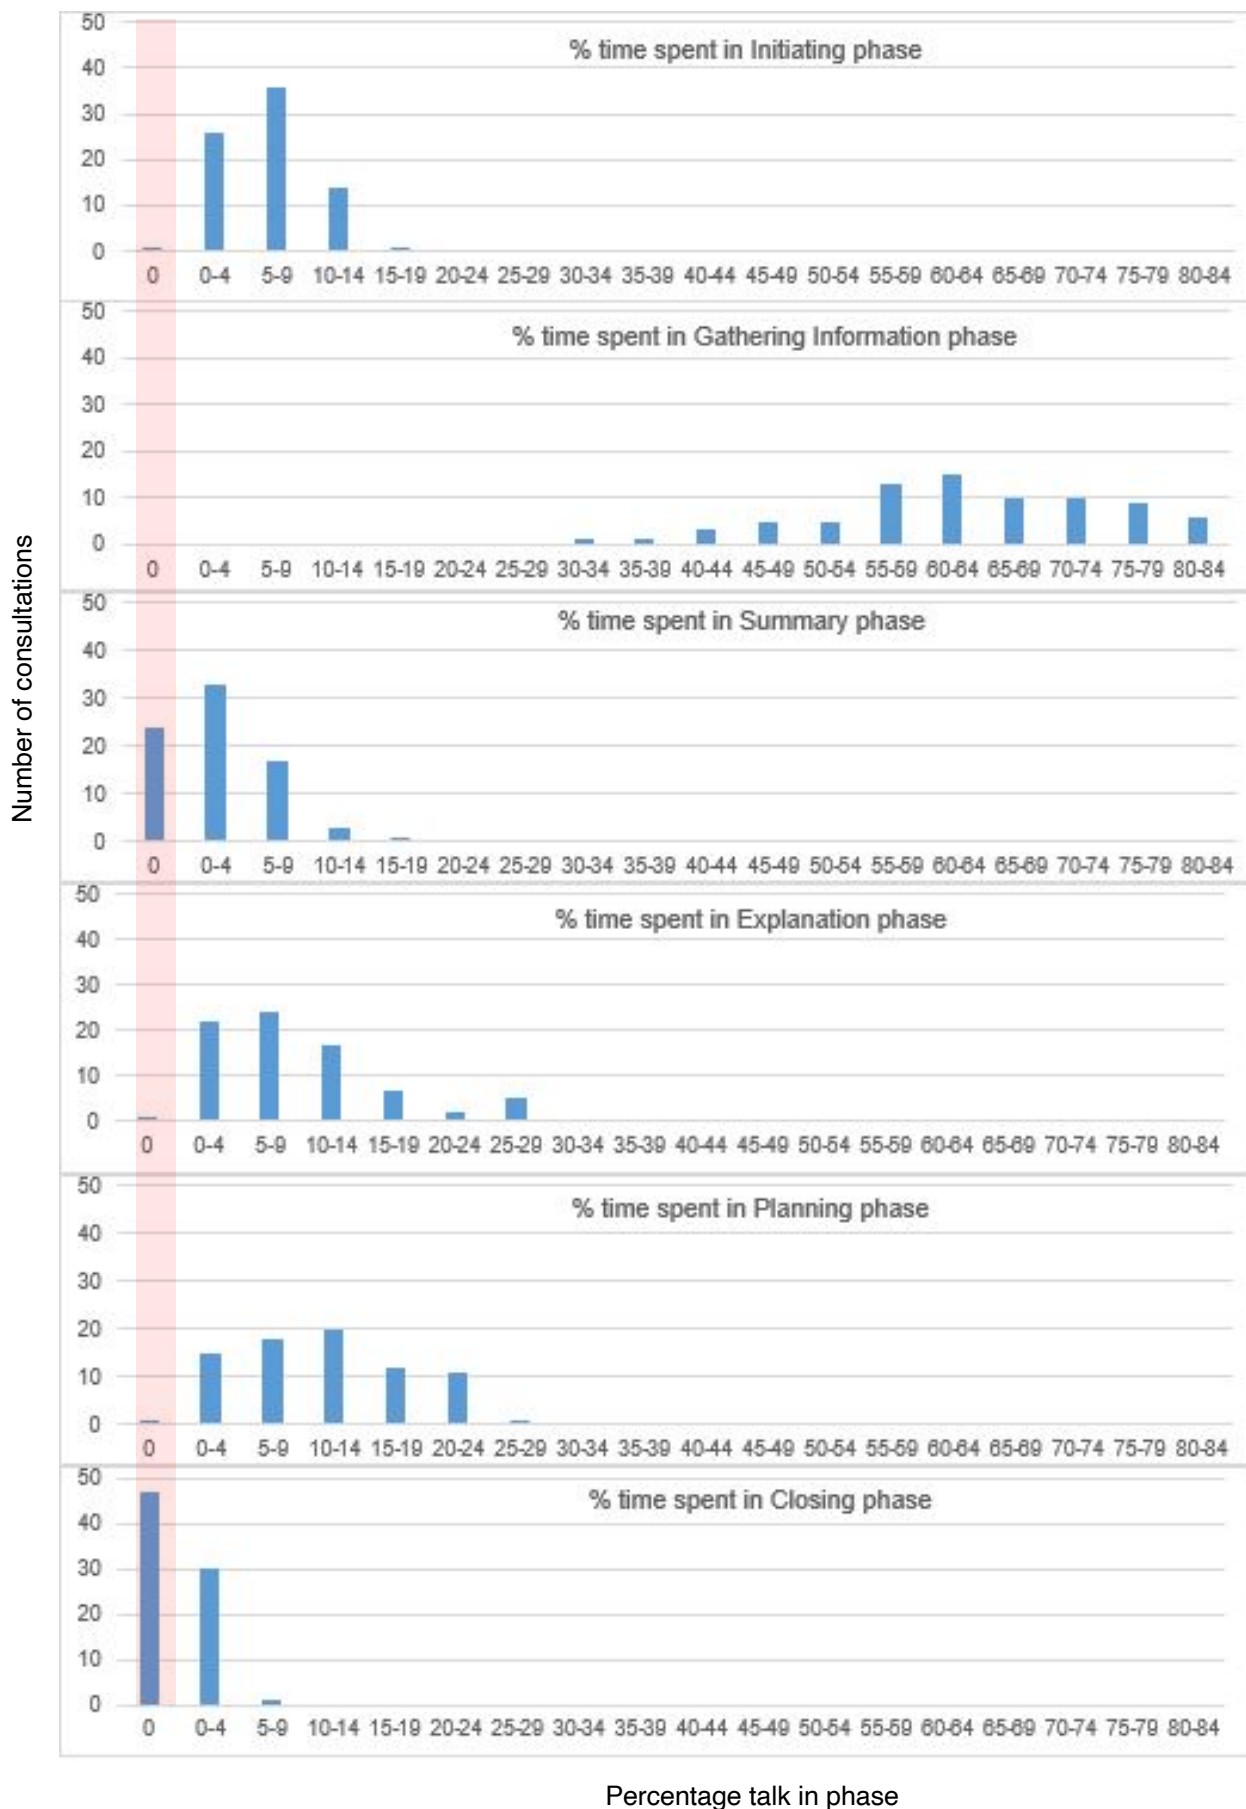 50
% time spent in Initiating phase
40
30
20
10
0
0 0-4 5-9 10-14 15-19 20-24 25-29 30-34 35-39 40-44 45-49 50-54 55-59 60-64 65-69 70-74 75-79 80-84
50
% time spent in Gathering Information phase
40
30
20
10
0
0 0-4 5-9 10-14 15-19 20-24 25-29 30-34 35-39 40-44 45-49 50-54 55-59 60-64 65-69 70-74 75-79 80-84
50
% time spent in Summary phase
40
30
20
10
0
0 0-4 5-9 10-14 15-19 20-24 25-29 30-34 35-39 40-44 45-49 50-54 55-59 60-64 65-69 70-74 75-79 80-84
50
% time spent in Explanation phase
40
30
20
10
0
0 0-4 5-9 10-14 15-19 20-24 25-29 30-34 35-39 40-44 45-49 50-54 55-59 60-64 65-69 70-74 75-79 80-84
50
% time spent in Planning phase
40
30
20
10
0
0 0-4 5-9 10-14 15-19 20-24 25-29 30-34 35-39 40-44 45-49 50-54 55-59 60-64 65-69 70-74 75-79 80-84
50
% time spent in Closing phase
40
30
20
10
0
0 0-4 5-9 10-14 15-19 20-24 25-29 30-34 35-39 40-44 45-49 50-54 55-59 60-64 65-69 70-74 75-79 80-84
Number of consultations
Percentage talk in phase